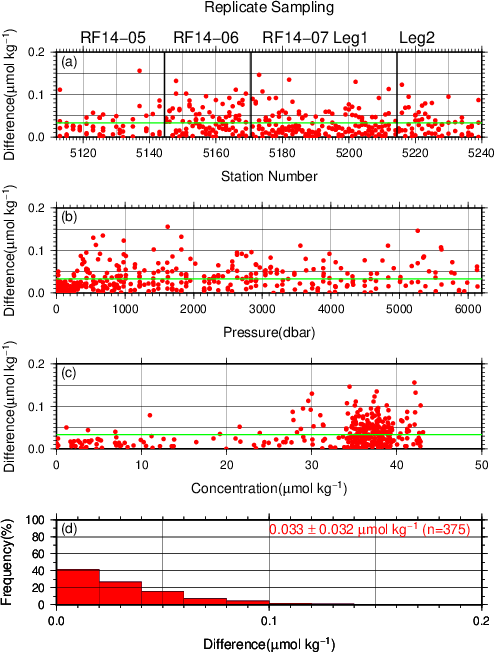 Replicate Sampling
RF14−05 RF14−06 RF14−07 Leg1 Leg2
0.2
(a)
0.1
0.0
Difference(μmol kg⁻¹)
5120 5140 5160 5180 5200 5220 5240
Station Number
0.2
(b)
0.1
0.0
Difference(μmol kg⁻¹)
0 1000 2000 3000 4000 5000 6000
Pressure(dbar)
0.2
(c)
0.1
0.0
Difference(μmol kg⁻¹)
0 10 20 30 40 50
Concentration(μmol kg⁻¹)
100
(d) 0.033 ± 0.032 μmol kg⁻¹ (n=375)
80
60
40
20
0
Frequency(%)
0.0 0.1 0.2
Difference(μmol kg⁻¹)